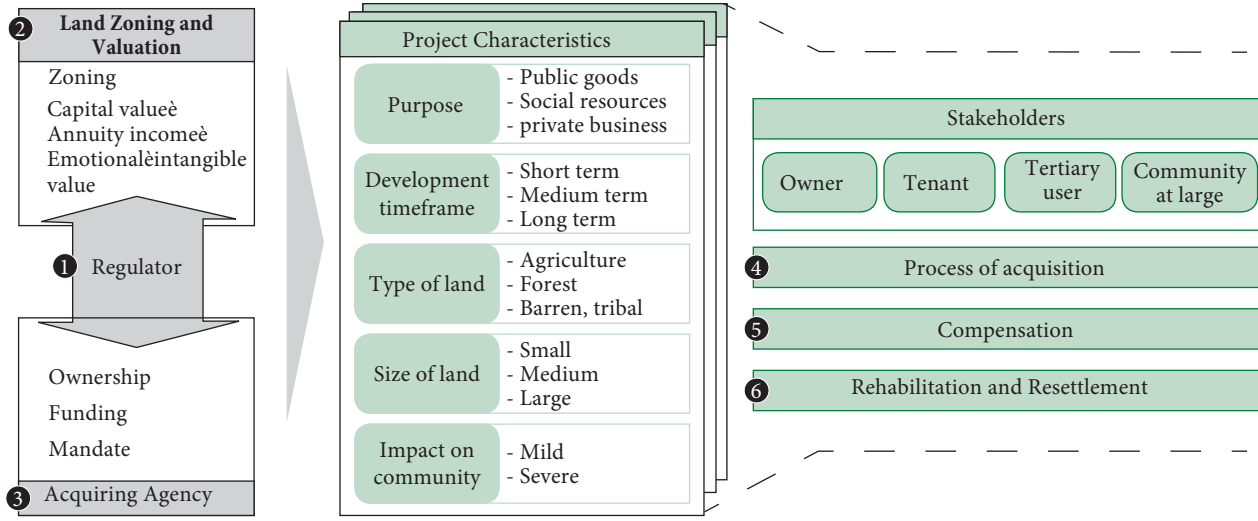 2
Land Zoning and
Valuation
Zoning
Capital valueè
Annuity incomeè
Emotionalèintangible
value
1
Regulator
Ownership
Funding
Mandate
3
Acquiring Agency
Project Characteristics
Purpose
- Public goods
- Social resources
- private business
Development
timeframe
- Short term
- Medium term
- Long term
Type of land
- Agriculture
- Forest
- Barren, tribal
Size of land
- Small
- Medium
- Large
Impact on
community
- Mild
- Severe
Stakeholders
Owner
Tenant
Tertiary
user
Community
at large
4
Process of acquisition
5
Compensation
6
Rehabilitation and Resettlement